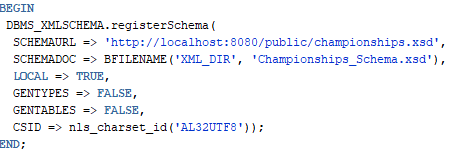 BEGIN
DBMS_XMLSCHEMA.registerSchema(
SCHEMAURL => 'http://localhost:8080/public/championships.xsd',
SCHEMADOC => BFILENAME('XML_DIR', 'Championships_Schema.xsd'),
LOCAL => TRUE,
GENTYPES => FALSE,
GENTABLES => FALSE,
CSID => nls_charset_id('AL32UTF8'));
END;